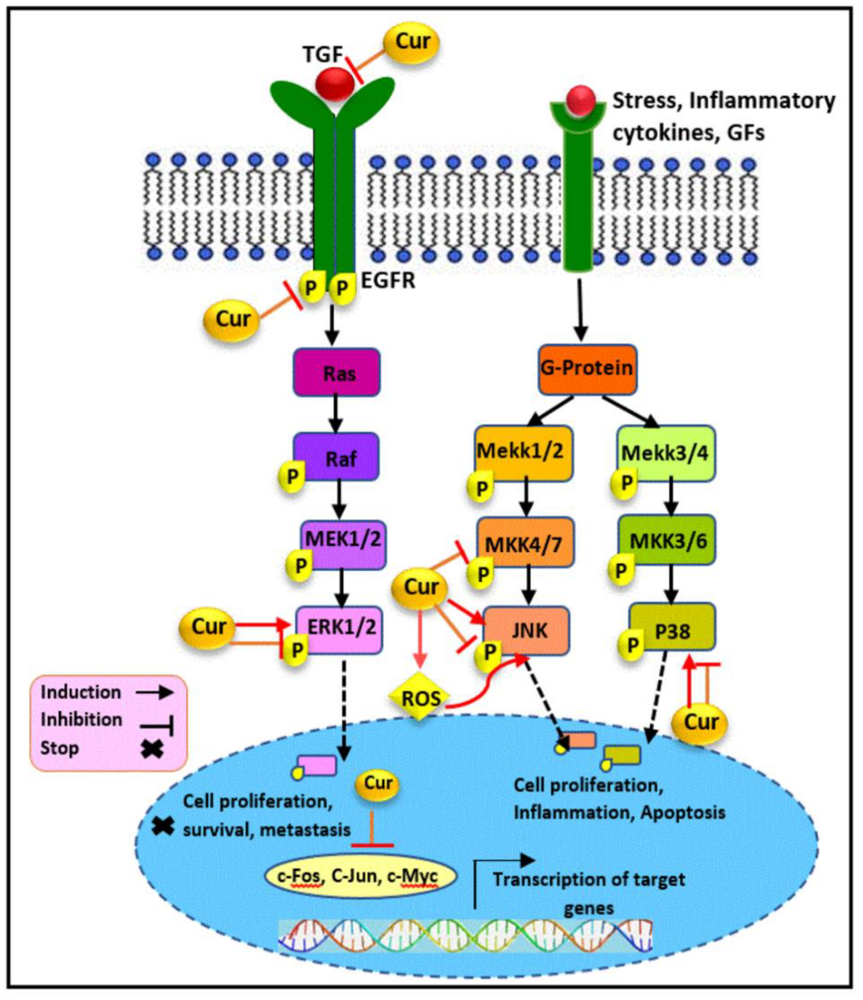 Cur
TGF
Stress, Inflammatory
cytokines, GFs
P P EGFR
Cur
Ras
G-Protein
Raf
P
Mekk1/2
P
Mekk3/4
P
MEK1/2
P
MKK4/7
P
MKK3/6
P
Cur
Cur
ERK1/2
P
JNK
P
P38
P
ROS
Cur
Induction
Inhibition
Stop
Cur
Cell proliferation,
survival, metastasis
Cell proliferation,
Inflammation, Apoptosis
c-Fos, C-Jun, c-Myc
Transcription of target
genes